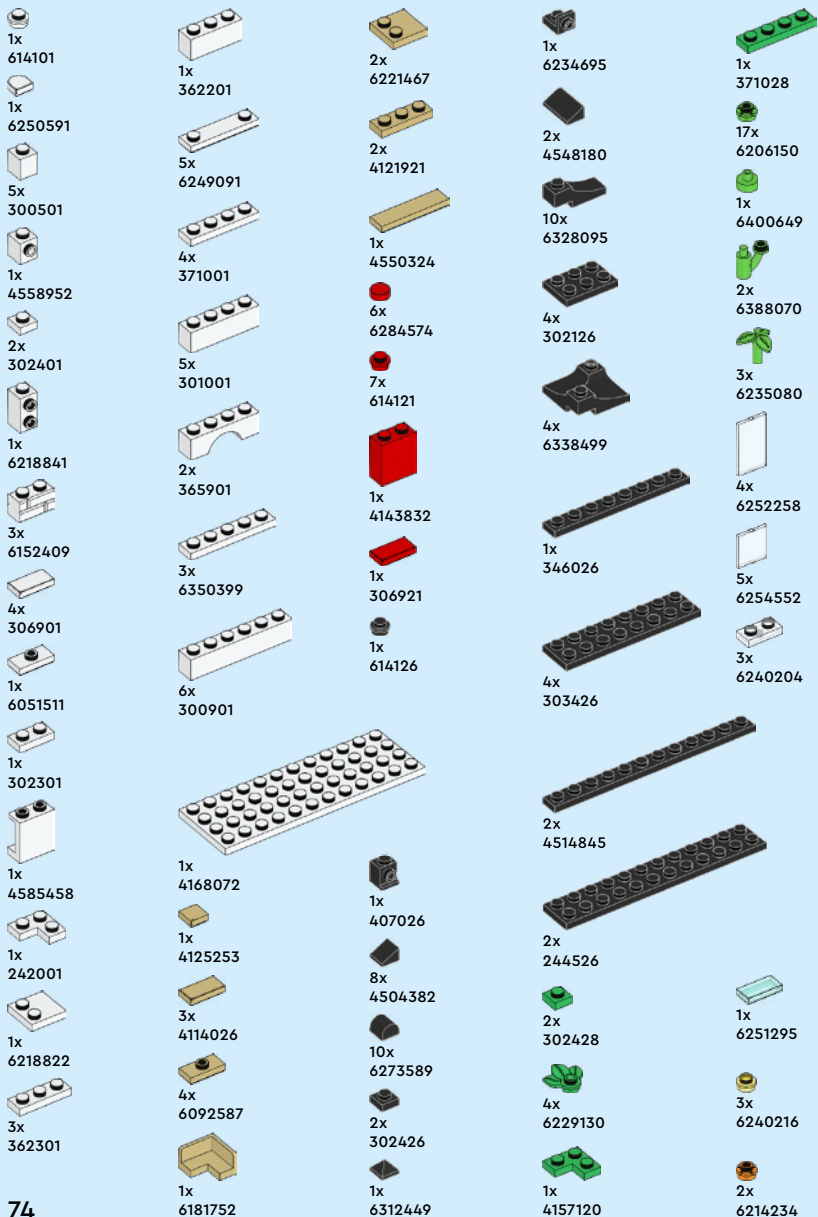 1x
614101
1x
6250591
5x
300501
1x
4558952
2x
302401
1x
6218841
3x
6152409
4x
306901
1x
6051511
1x
302301
1x
4585458
1x
242001
1x
6218822
3x
362301
1x
362201
5x
6249091
4x
371001
5x
301001
2x
365901
3x
6350399
6x
300901
1x
4168072
1x
4125253
3x
4114026
4x
6092587
1x
6181752
2x
6221467
2x
4121921
1x
4550324
6x
6284574
7x
614121
1x
4143832
1x
306921
1x
614126
1x
407026
8x
4504382
10x
6273589
2x
302426
1x
6312449
1x
6234695
2x
4548180
10x
6328095
4x
302126
4x
6338499
1x
346026
4x
303426
2x
4514845
2x
244526
2x
302428
4x
6229130
1x
4157120
1x
371028
17x
6206150
1x
6400649
2x
6388070
3x
6235080
4x
6252258
5x
6254552
3x
6240204
1x
6251295
3x
6240216
2x
6214234
74